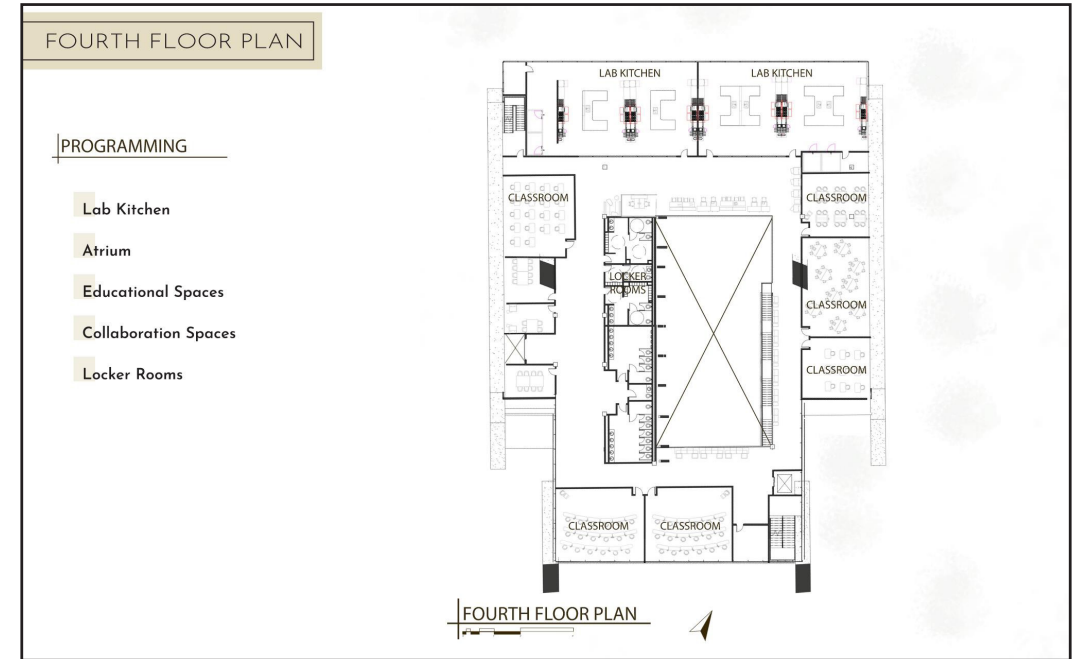 FOURTH FLOOR PLAN
PROGRAMMING
Lab Kitchen
Atrium
Educational Spaces
Collaboration Spaces
Locker Rooms
LAB KITCHEN
LAB KITCHEN
CLASSROOM
CLASSROOM
LOCKER
ROOMS
CLASSROOM
CLASSROOM
CLASSROOM
CLASSROOM
FOURTH FLOOR PLAN